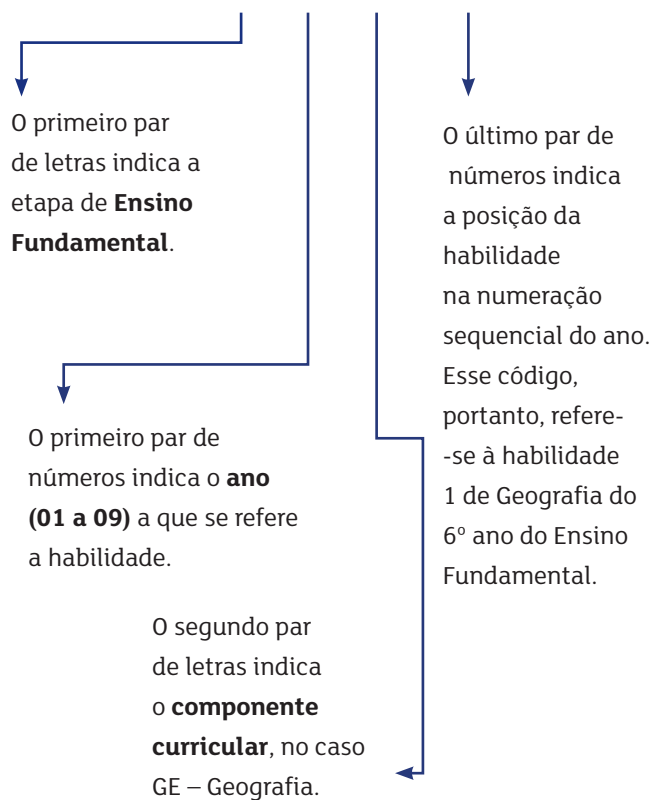 O primeiro par
de letras indica a
etapa de Ensino
Fundamental.
O primeiro par de
números indica o ano
(01 a 09) a que se refere
a habilidade.
O segundo par
de letras indica
o componente
curricular, no caso
GE – Geografia.
O último par de
números indica
a posição da
habilidade
na numeração
sequencial do ano.
Esse código,
portanto, refere-
-se à habilidade
1 de Geografia do
6º ano do Ensino
Fundamental.